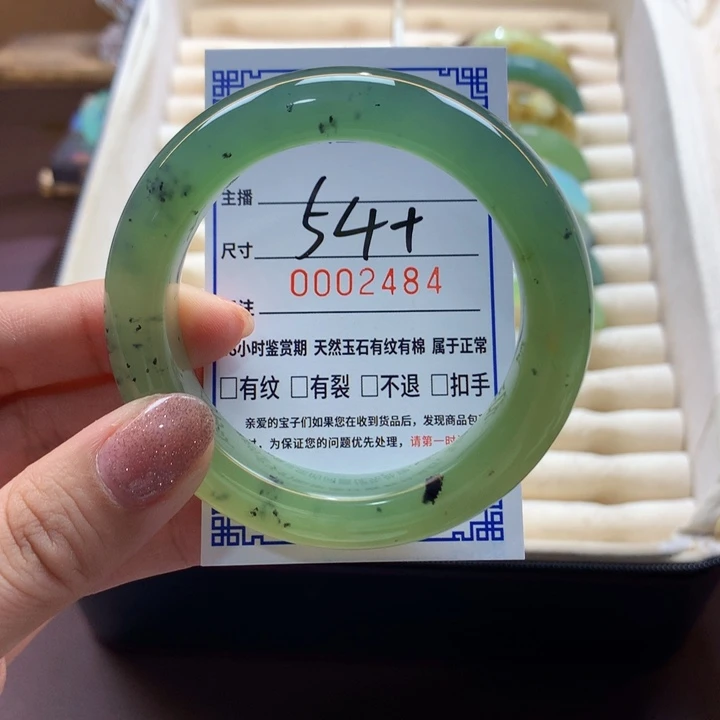 主播
54+
尺寸
0002484
注
小时鉴赏期 天然玉石有纹有棉 属于正常
□有纹 □有裂 □不退 □扣手
亲爱的宝子们如果您在收到货品后，发现商品包
为保证您的问题优先处理，请第一时